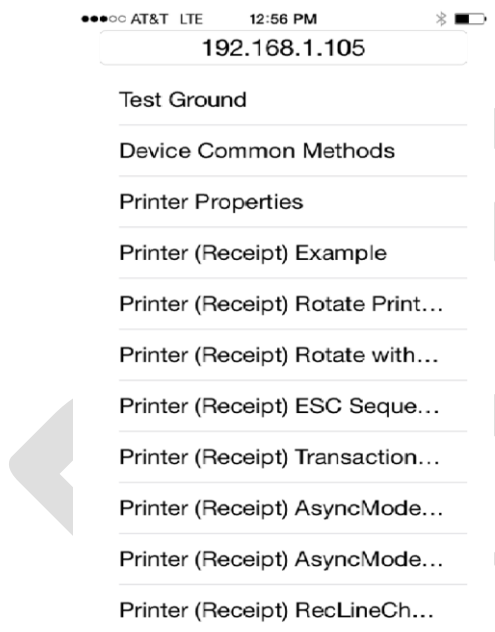 AT&T LTE 12:56 PM
192.168.1.105
Test Ground
Device Common Methods
Printer Properties
Printer (Receipt) Example
Printer (Receipt) Rotate Print...
Printer (Receipt) Rotate with...
Printer (Receipt) ESC Seque...
Printer (Receipt) Transaction...
Printer (Receipt) AsyncMode...
Printer (Receipt) AsyncMode...
Printer (Receipt) RecLineCh...